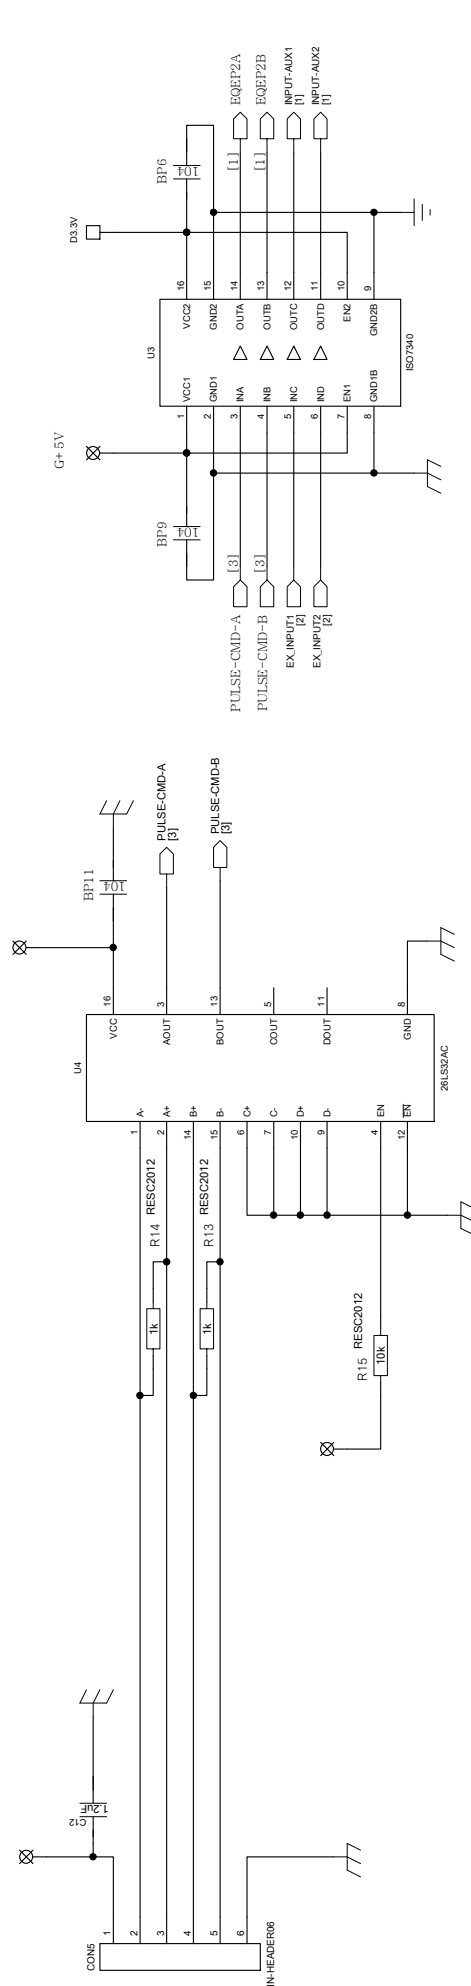 CON5
IN-HEADER06
1
2
3
4
5
6
C12
1.2uF
R14
RESC2012
1k
R13
RESC2012
1k
R15
RESC2012
10k
U4
26LS32AC
1 A-
2 A+
14 B+
15 B-
6 C+
7 C-
10 D+
9 D-
4 EN
12 EN
VCC 16
AOUT 3
BOUT 13
COUT 5
DOUT 11
GND 8
BP11
104
PULSE-CMD-A
[3]
PULSE-CMD-B
[3]
G+5V
BP9
104
PULSE-CMD-A [3]
PULSE-CMD-B [3]
EX_INPUT1
[2]
EX_INPUT2
[2]
U3
ISO7340
1 VCC1
2 GND1
3 INA
4 INB
5 INC
6 IND
7 EN1
8 GND1B
VCC2 16
GND2 15
OUTA 14
OUTB 13
OUTC 12
OUTD 11
EN2 10
GND2B 9
D3.3V
BP6
104
[1] EQEP2A
[1] EQEP2B
INPUT-AUX1
[1]
INPUT-AUX2
[1]